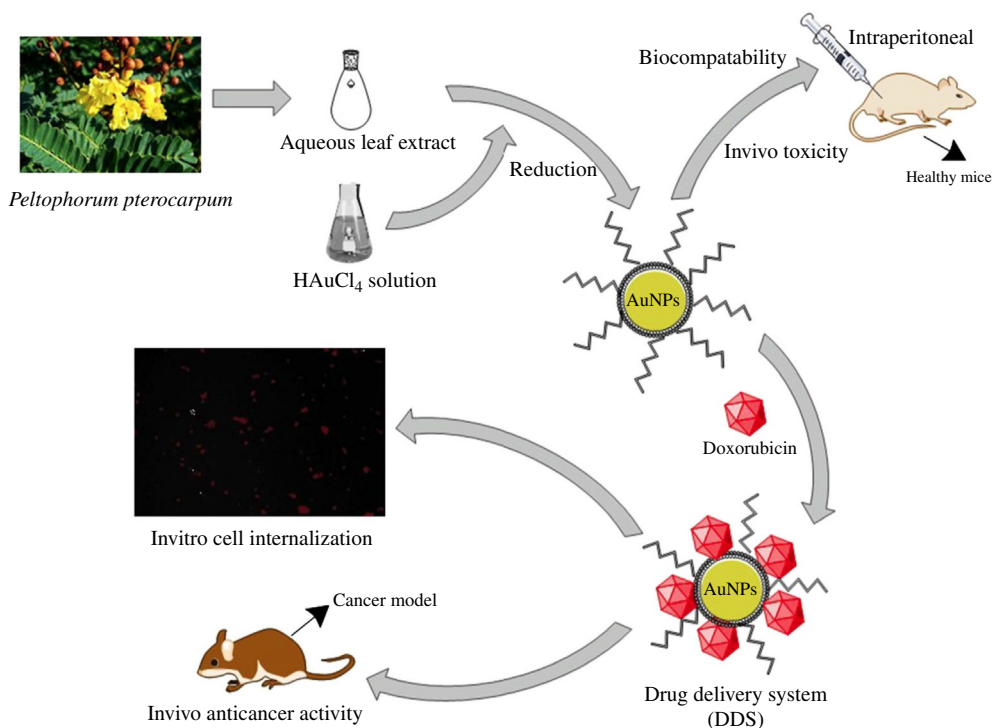 Peltophorum pterocarpum
Aqueous leaf extract
HAuCl₄ solution
Reduction
Biocompatability
Invivo toxicity
Intraperitoneal
Healthy mice
AuNPs
Doxorubicin
AuNPs
Drug delivery system
(DDS)
Invitro cell internalization
Cancer model
Invivo anticancer activity